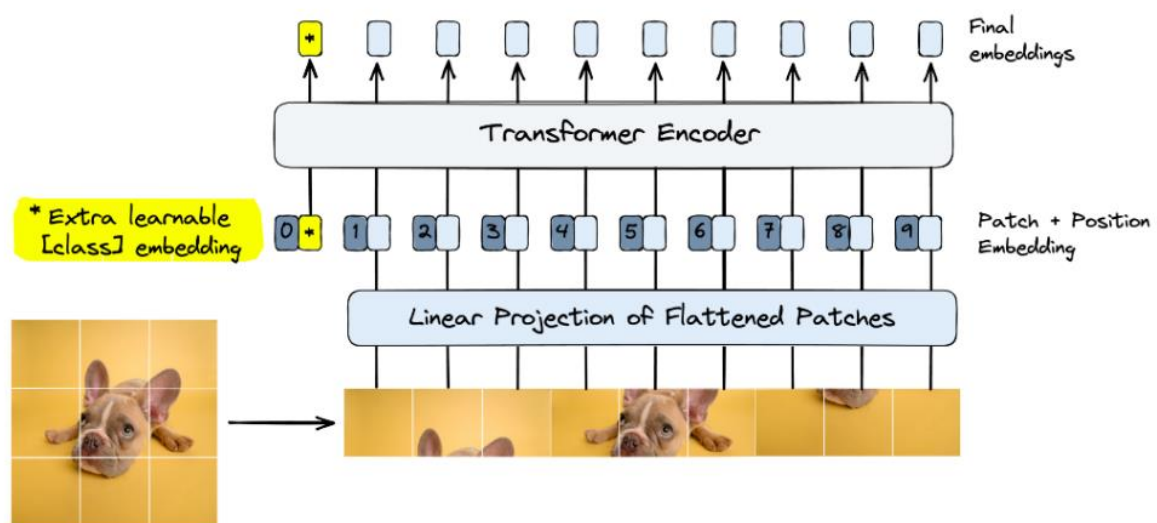 *
Final
embeddings
Transformer Encoder
* Extra learnable
[class] embedding
0 * 1 2 3 4 5 6 7 8 9
Patch + Position
Embedding
Linear Projection of Flattened Patches